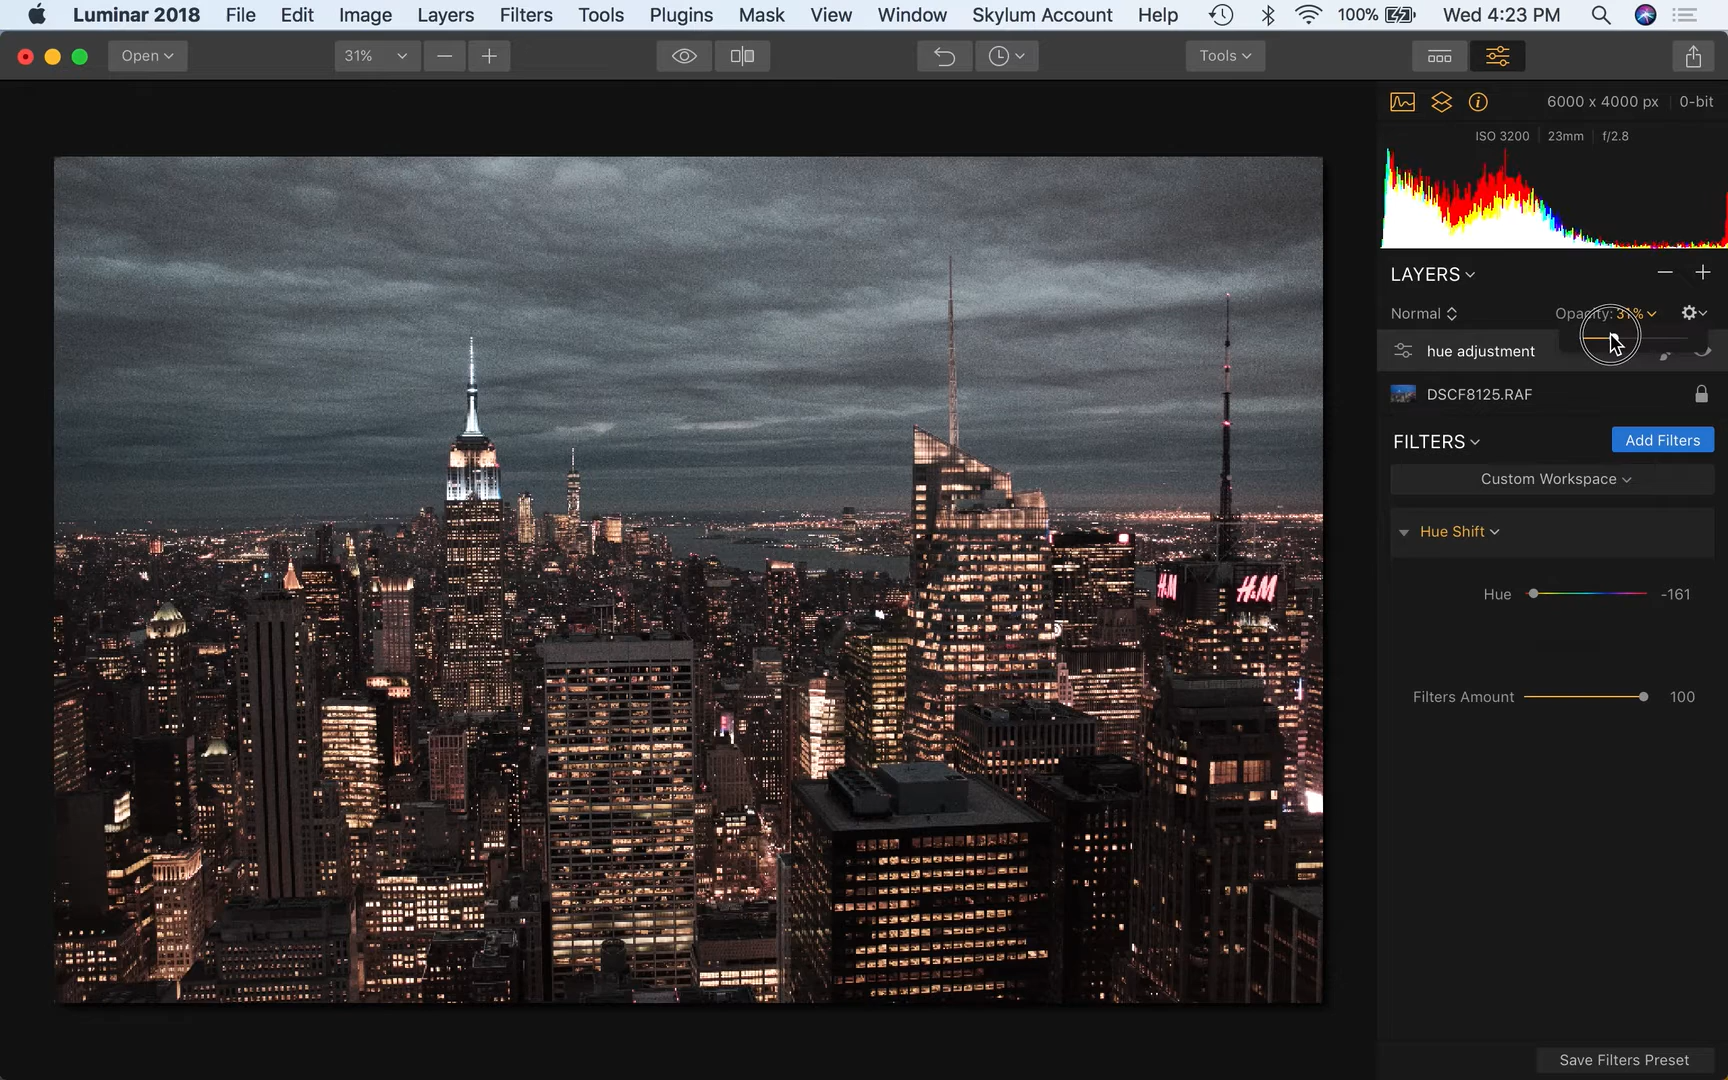 Luminar 2018 File Edit Image Layers Filters Tools Plugins Mask View Window Skylum Account Help 100% Wed 4:23 PM
Open 31% Tools
6000 x 4000 px 0-bit
ISO 3200 23mm f/2.8
LAYERS
Normal Opacity: 31%
hue adjustment
DSCF8125.RAF
FILTERS Add Filters
Custom Workspace
Hue Shift
Hue -161
H&M H&M
Filters Amount 100
Save Filters Preset